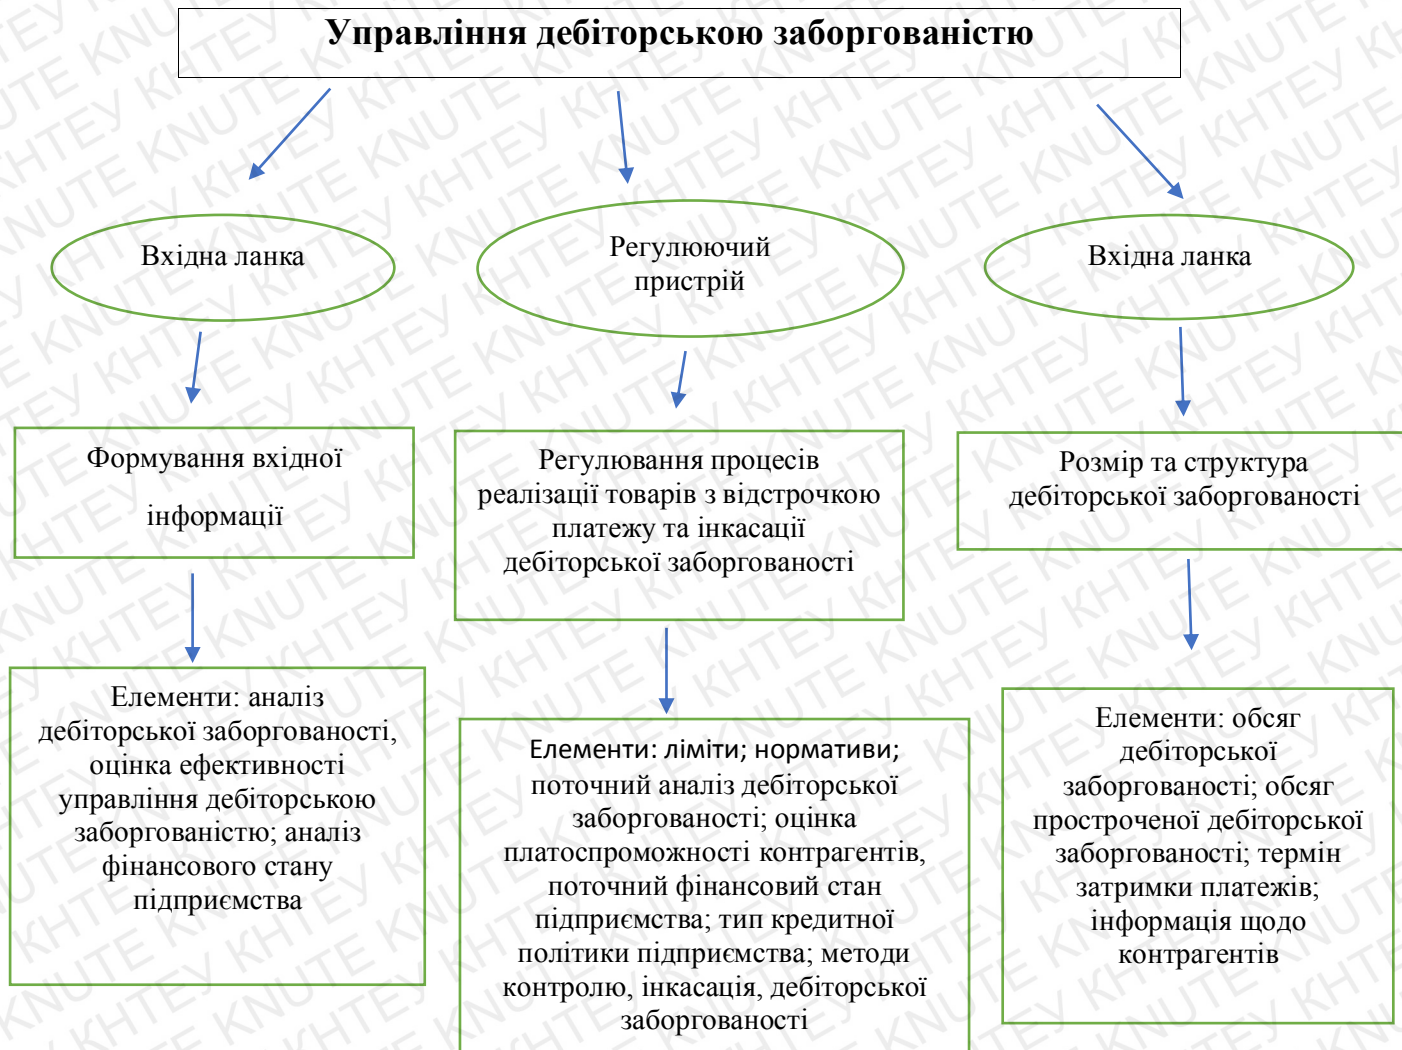 Управління дебіторською заборгованістю
Вхідна ланка
Регулюючий
пристрій
Вхідна ланка
Формування вхідної
інформації
Регулювання процесів
реалізації товарів з відстрочкою
платежу та інкасації
дебіторської заборгованості
Розмір та структура
дебіторської заборгованості
Елементи: аналіз
дебіторської заборгованості,
оцінка ефективності
управління дебіторською
заборгованістю; аналіз
фінансового стану
підприємства
Елементи: ліміти; нормативи;
поточний аналіз дебіторської
заборгованості; оцінка
платоспроможності контрагентів,
поточний фінансовий стан
підприємства; тип кредитної
політики підприємства; методи
контролю, інкасація, дебіторської
заборгованості
Елементи: обсяг
дебіторської
заборгованості; обсяг
простроченої дебіторської
заборгованості; термін
затримки платежів;
інформація щодо
контрагентів